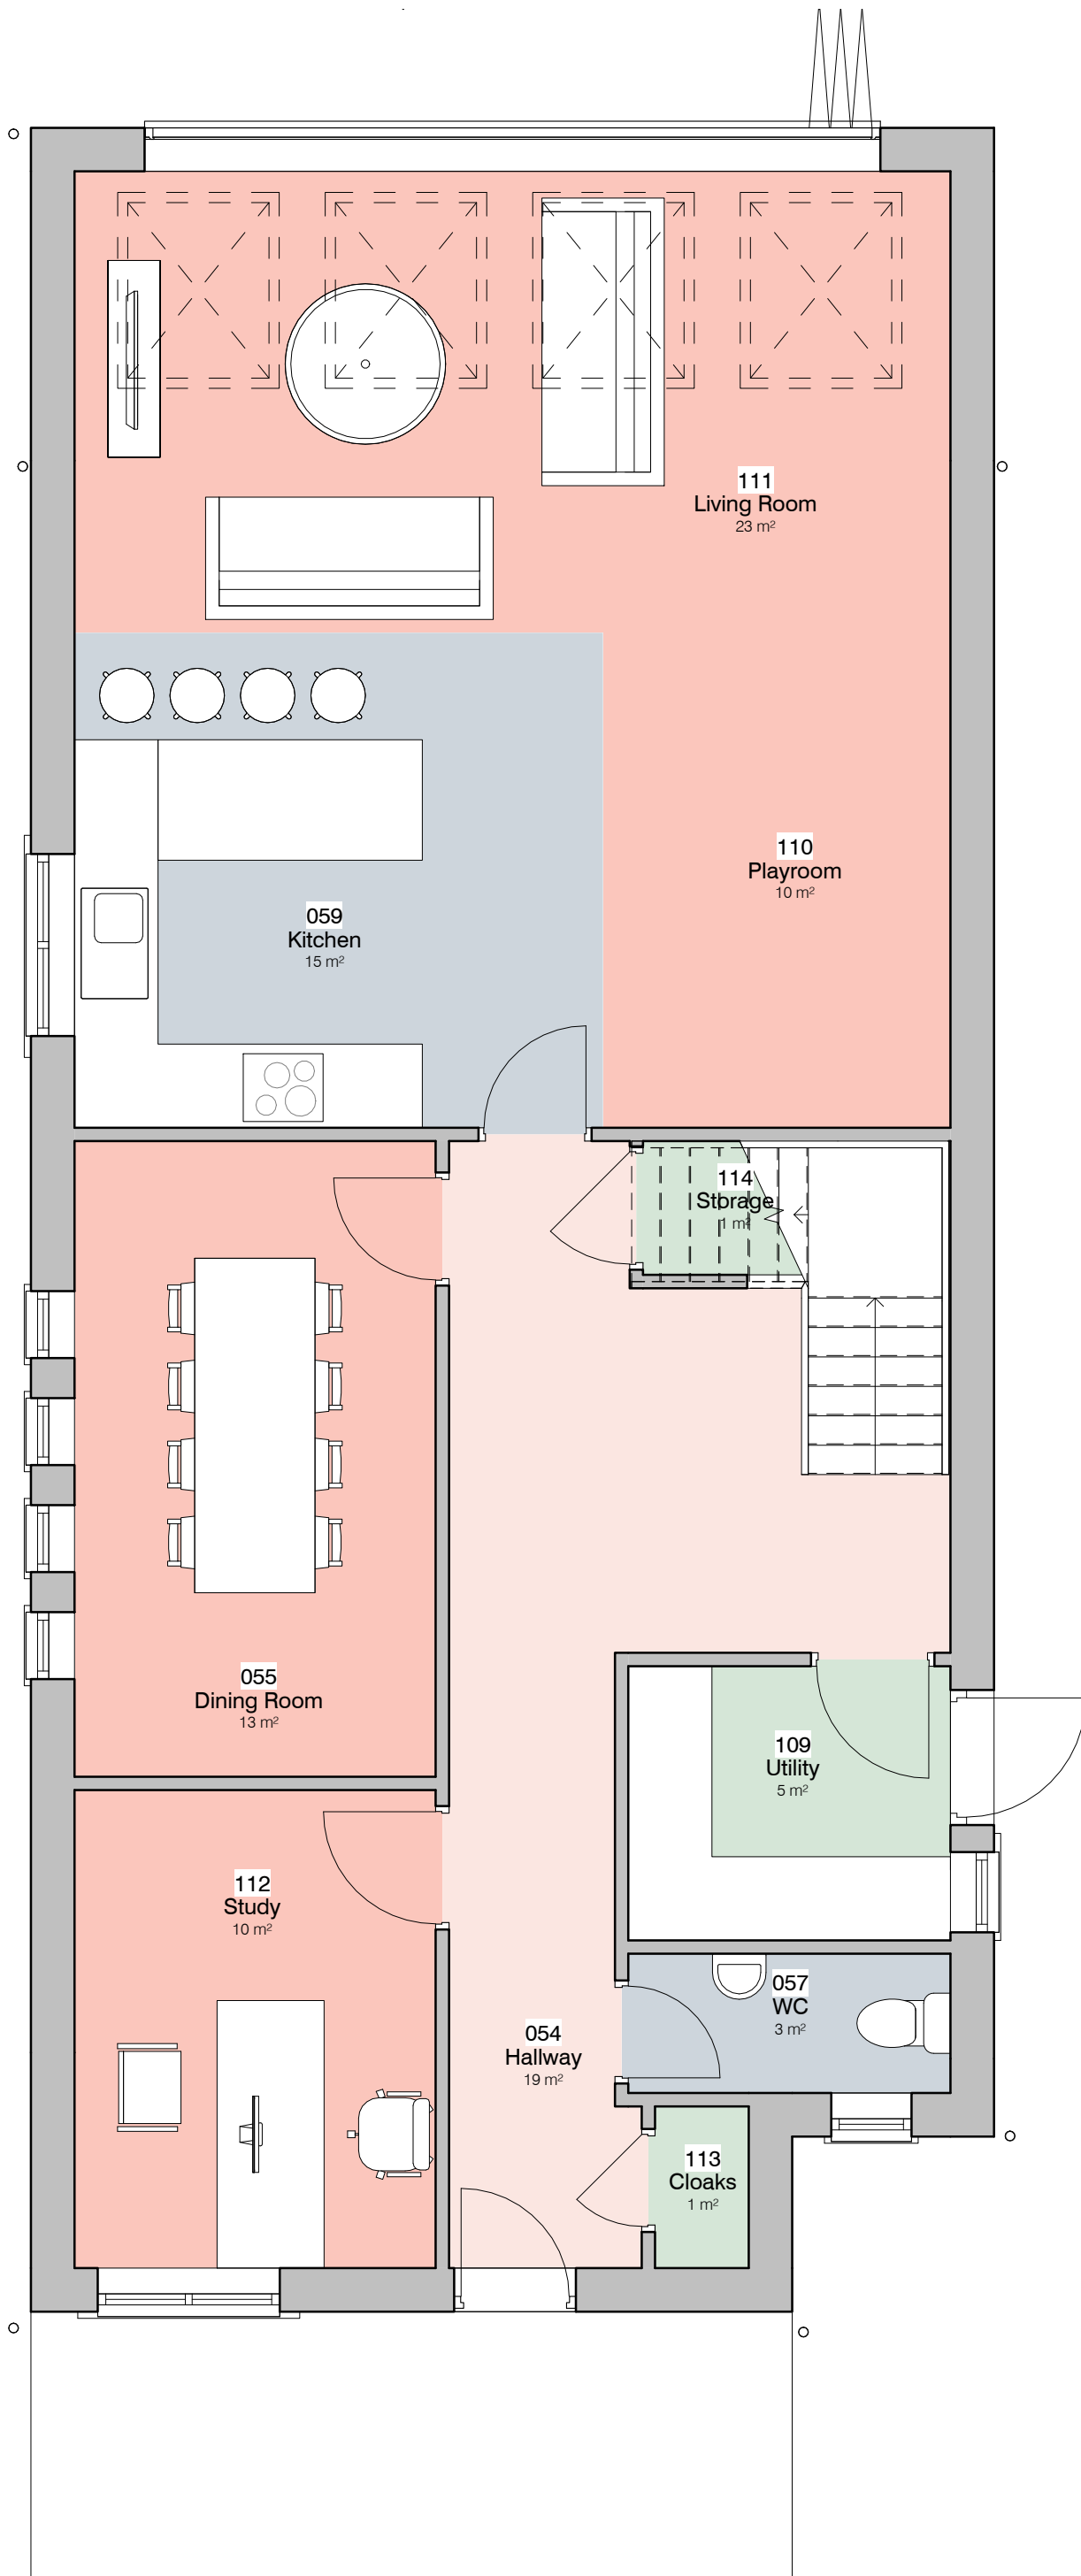 111
Living Room
23 m²
110
Playroom
10 m²
059
Kitchen
15 m²
114
Storage
1 m²
055
Dining Room
13 m²
109
Utility
5 m²
112
Study
10 m²
057
WC
3 m²
054
Hallway
19 m²
113
Cloaks
1 m²